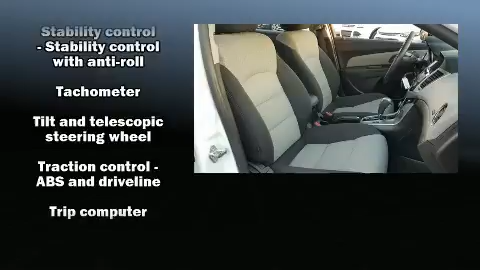 Stability control
- Stability control
with anti-roll
Tachometer
Tilt and telescopic
steering wheel
Traction control -
ABS and driveline
Trip computer